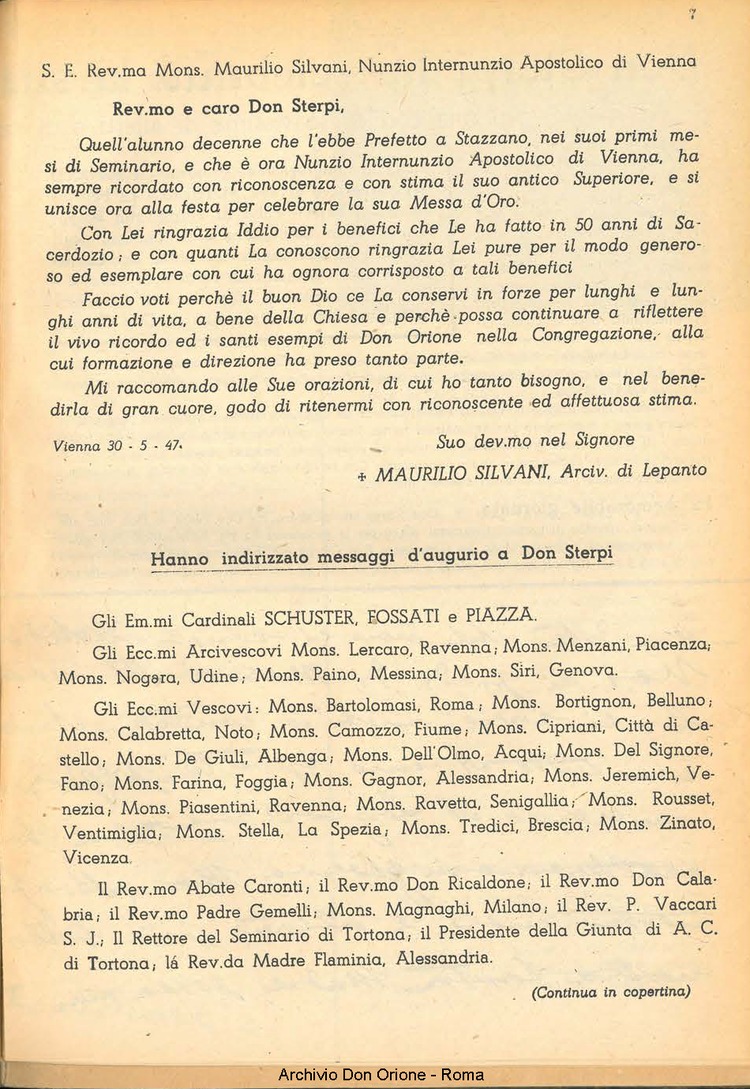 7
S. E. Rev.ma Mons. Maurilio Silvani, Nunzio Internunzio Apostolico di Vienna
Rev.mo e caro Don Sterpi,
Quell'alunno decenne che l'ebbe Prefetto a Stazzano, nei suoi primi me-
si di Seminario, e che è ora Nunzio Internunzio Apostolico di Vienna, ha
sempre ricordato con riconoscenza e con stima il suo antico Superiore, e si
unisce ora alla festa per celebrare la sua Messa d'Oro.
Con Lei ringrazia Iddio per i benefici che Le ha fatto in 50 anni di Sa-
cerdozio; e con quanti La conoscono ringrazia Lei pure per il modo genero-
so ed esemplare con cui ha ognora corrisposto a tali benefici
Faccio voti perchè il buon Dio ce La conservi in forze per lunghi e lun-
ghi anni di vita, a bene della Chiesa e perchè possa continuare a riflettere
il vivo ricordo ed i santi esempi di Don Orione nella Congregazione, alla
cui formazione e direzione ha preso tanto parte.
Mi raccomando alle Sue orazioni, di cui ho tanto bisogno, e nel bene-
dirla di gran cuore, godo di ritenermi con riconoscente ed affettuosa stima.
Vienna 30 - 5 - 47.
Suo dev.mo nel Signore
✠ MAURILIO SILVANI, Arciv. di Lepanto
Hanno indirizzato messaggi d'augurio a Don Sterpi
Gli Em.mi Cardinali SCHUSTER, FOSSATI e PIAZZA.
Gli Ecc.mi Arcivescovi Mons. Lercaro, Ravenna; Mons. Menzani, Piacenza;
Mons. Nogara, Udine; Mons. Paino, Messina; Mons. Siri, Genova.
Gli Ecc.mi Vescovi: Mons. Bartolomasi, Roma; Mons. Bortignon, Belluno;
Mons. Calabretta, Noto; Mons. Camozzo, Fiume; Mons. Cipriani, Città di Ca-
stello; Mons. De Giuli, Albenga; Mons. Dell'Olmo, Acqui; Mons. Del Signore,
Fano; Mons. Farina, Foggia; Mons. Gagnor, Alessandria; Mons. Jeremich, Ve-
nezia; Mons. Piasentini, Ravenna; Mons. Ravetta, Senigallia; Mons. Rousset,
Ventimiglia; Mons. Stella, La Spezia; Mons. Tredici, Brescia; Mons. Zinato,
Vicenza.
Il Rev.mo Abate Caronti; il Rev.mo Don Ricaldone; il Rev.mo Don Cala-
bria; il Rev.mo Padre Gemelli; Mons. Magnaghi, Milano; il Rev. P. Vaccari
S. J.; Il Rettore del Seminario di Tortona; il Presidente della Giunta di A. C.
di Tortona; lá Rev.da Madre Flaminia, Alessandria.
(Continua in copertina)
Archivio Don Orione - Roma